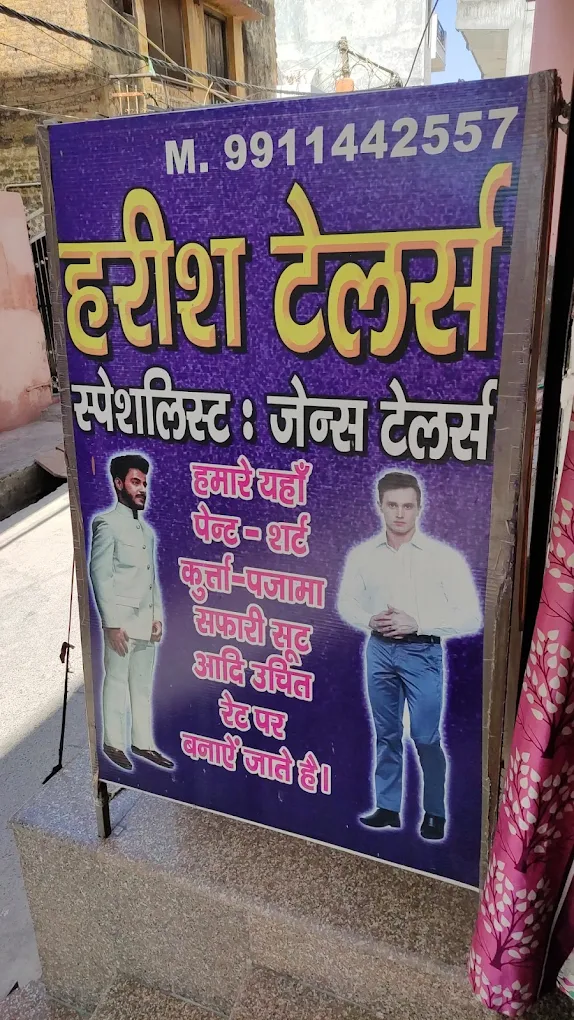 M. 9911442557
हरीश टेलर्स
स्पेशलिस्ट : जेन्स टेलर्स
हमारे यहाँ
पेन्ट - शर्ट
कुर्त्ता-पजामा
सफारी सूट
आदि उचित
रेट पर
बनाऐं जाते है।